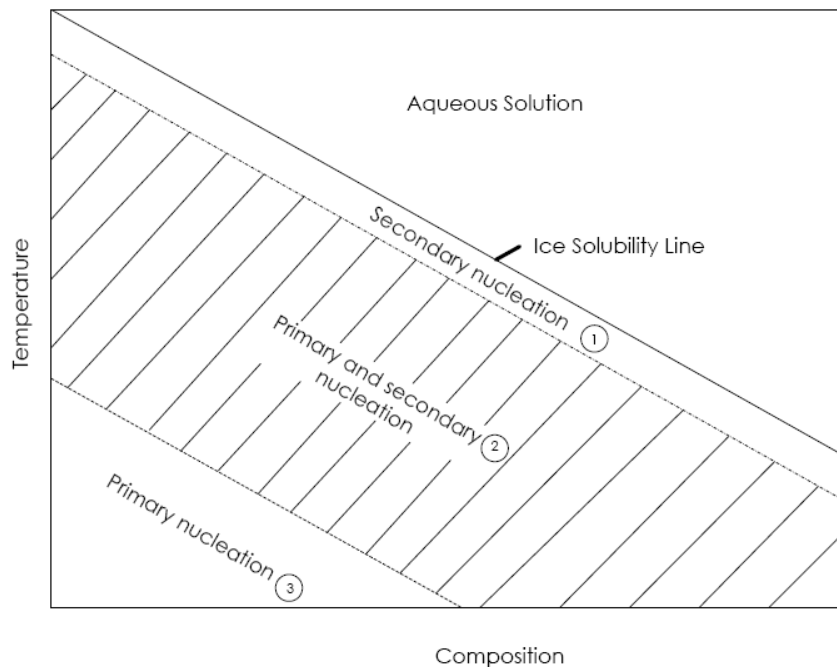 Aqueous Solution
Ice Solubility Line
Secondary nucleation 1
Primary and secondary
nucleation 2
Primary nucleation 3
Temperature
Composition